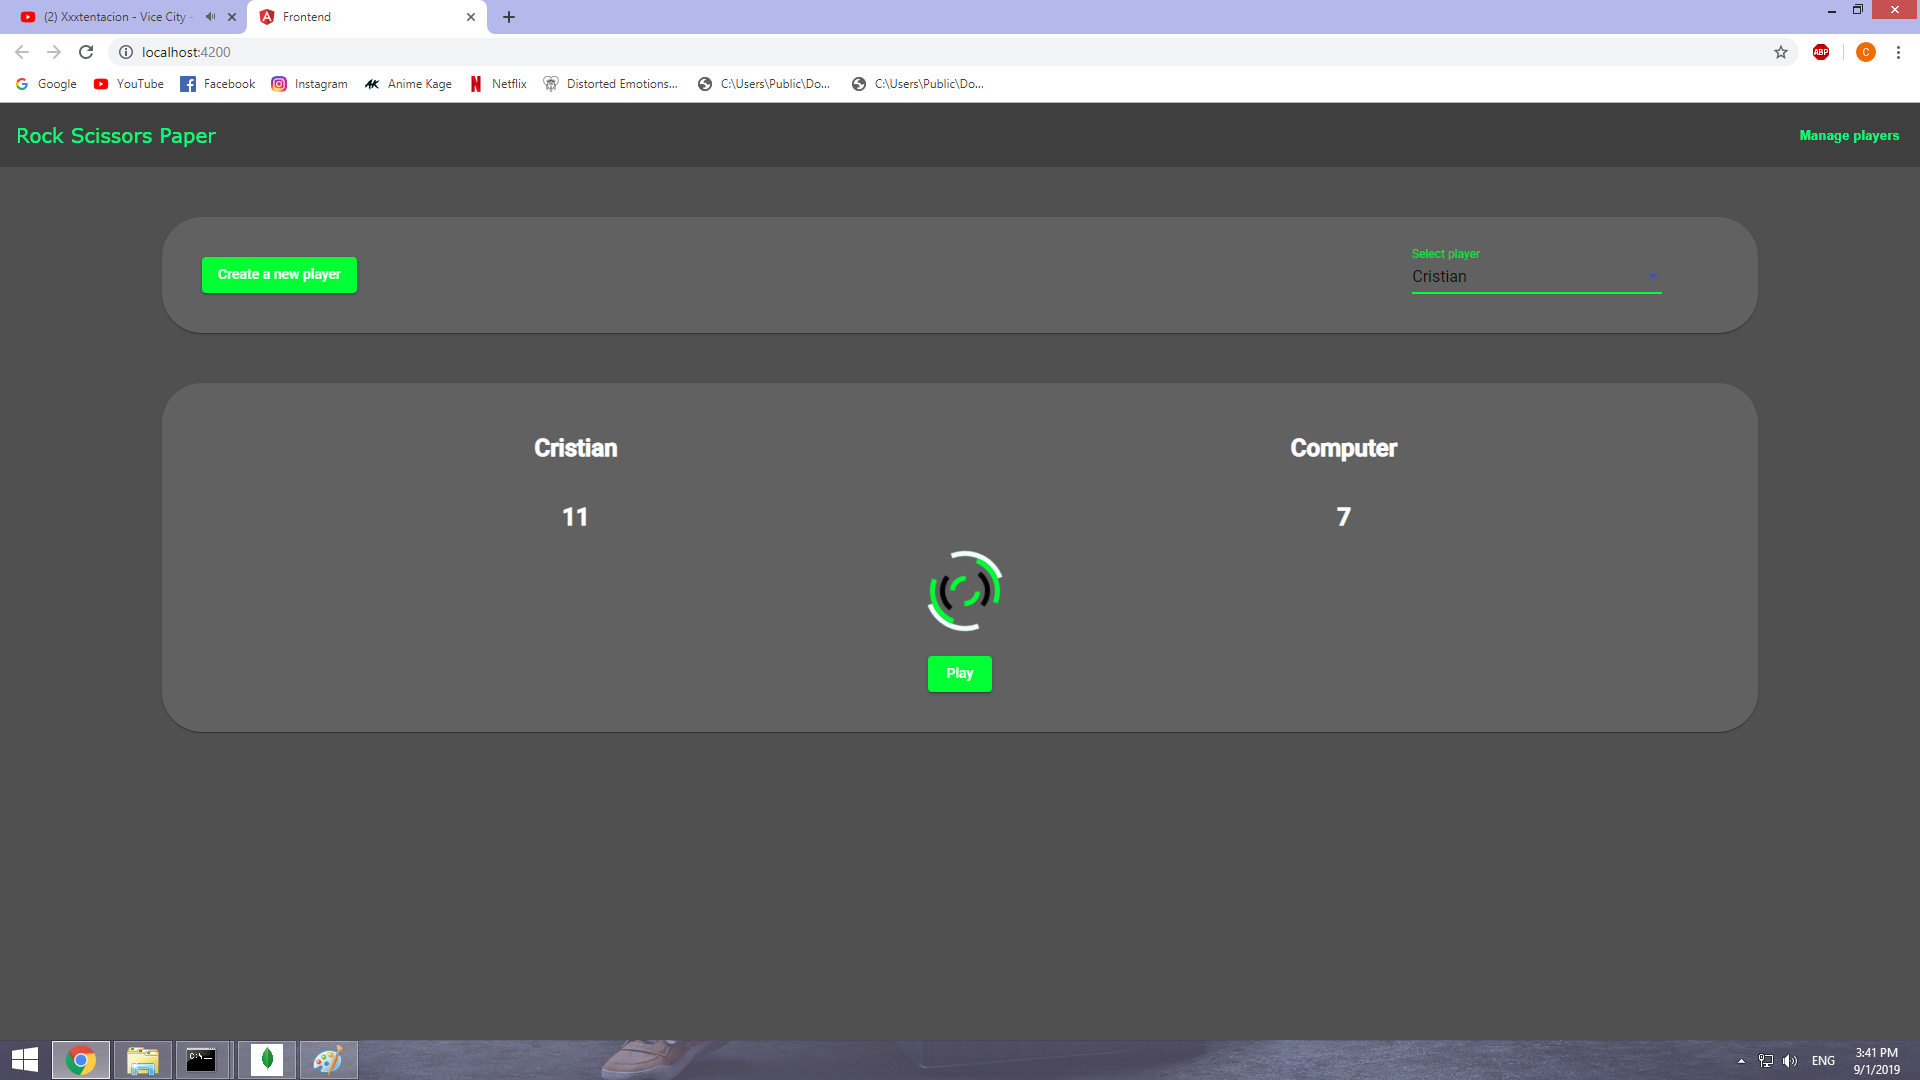 (2) Xxxtentacion - Vice City -
Frontend
localhost:4200
ABP
C
Google
YouTube
Facebook
Instagram
Anime Kage
Netflix
Distorted Emotions...
C:\Users\Public\Do...
C:\Users\Public\Do...
Rock Scissors Paper
Manage players
Create a new player
Select player
Cristian
Cristian
Computer
11
7
Play
C:\.
ENG
3:41 PM
9/1/2019